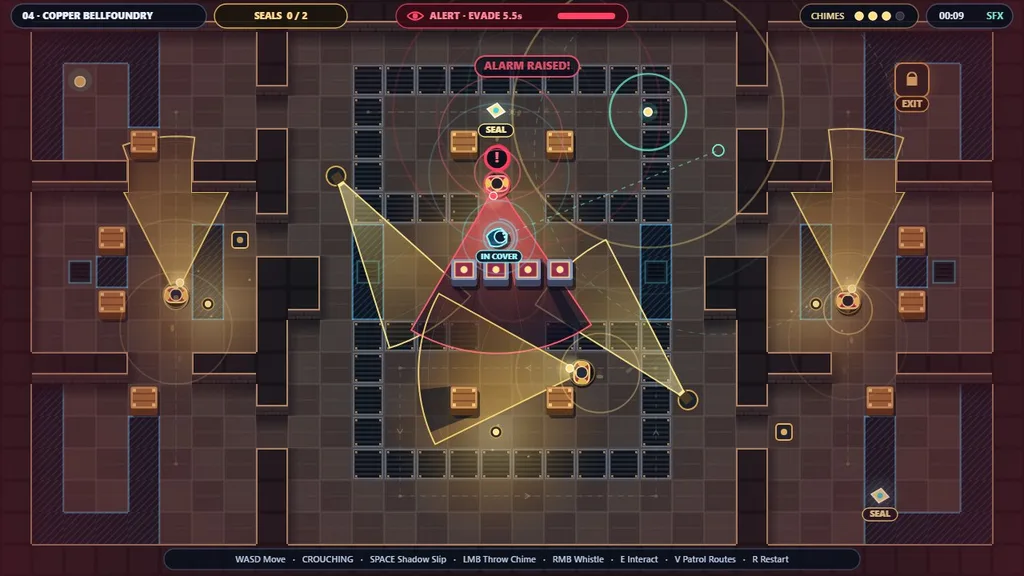 04 - COPPER BELLFOUNDRY
SEALS 0 / 2
ALERT - EVADE 5.5s
CHIMES
00:09 SFX
ALARM RAISED!
EXIT
SEAL
!
IN COVER
SEAL
WASD Move · CROUCHING · SPACE Shadow Slip · LMB Throw Chime · RMB Whistle · E Interact · V Patrol Routes · R Restart